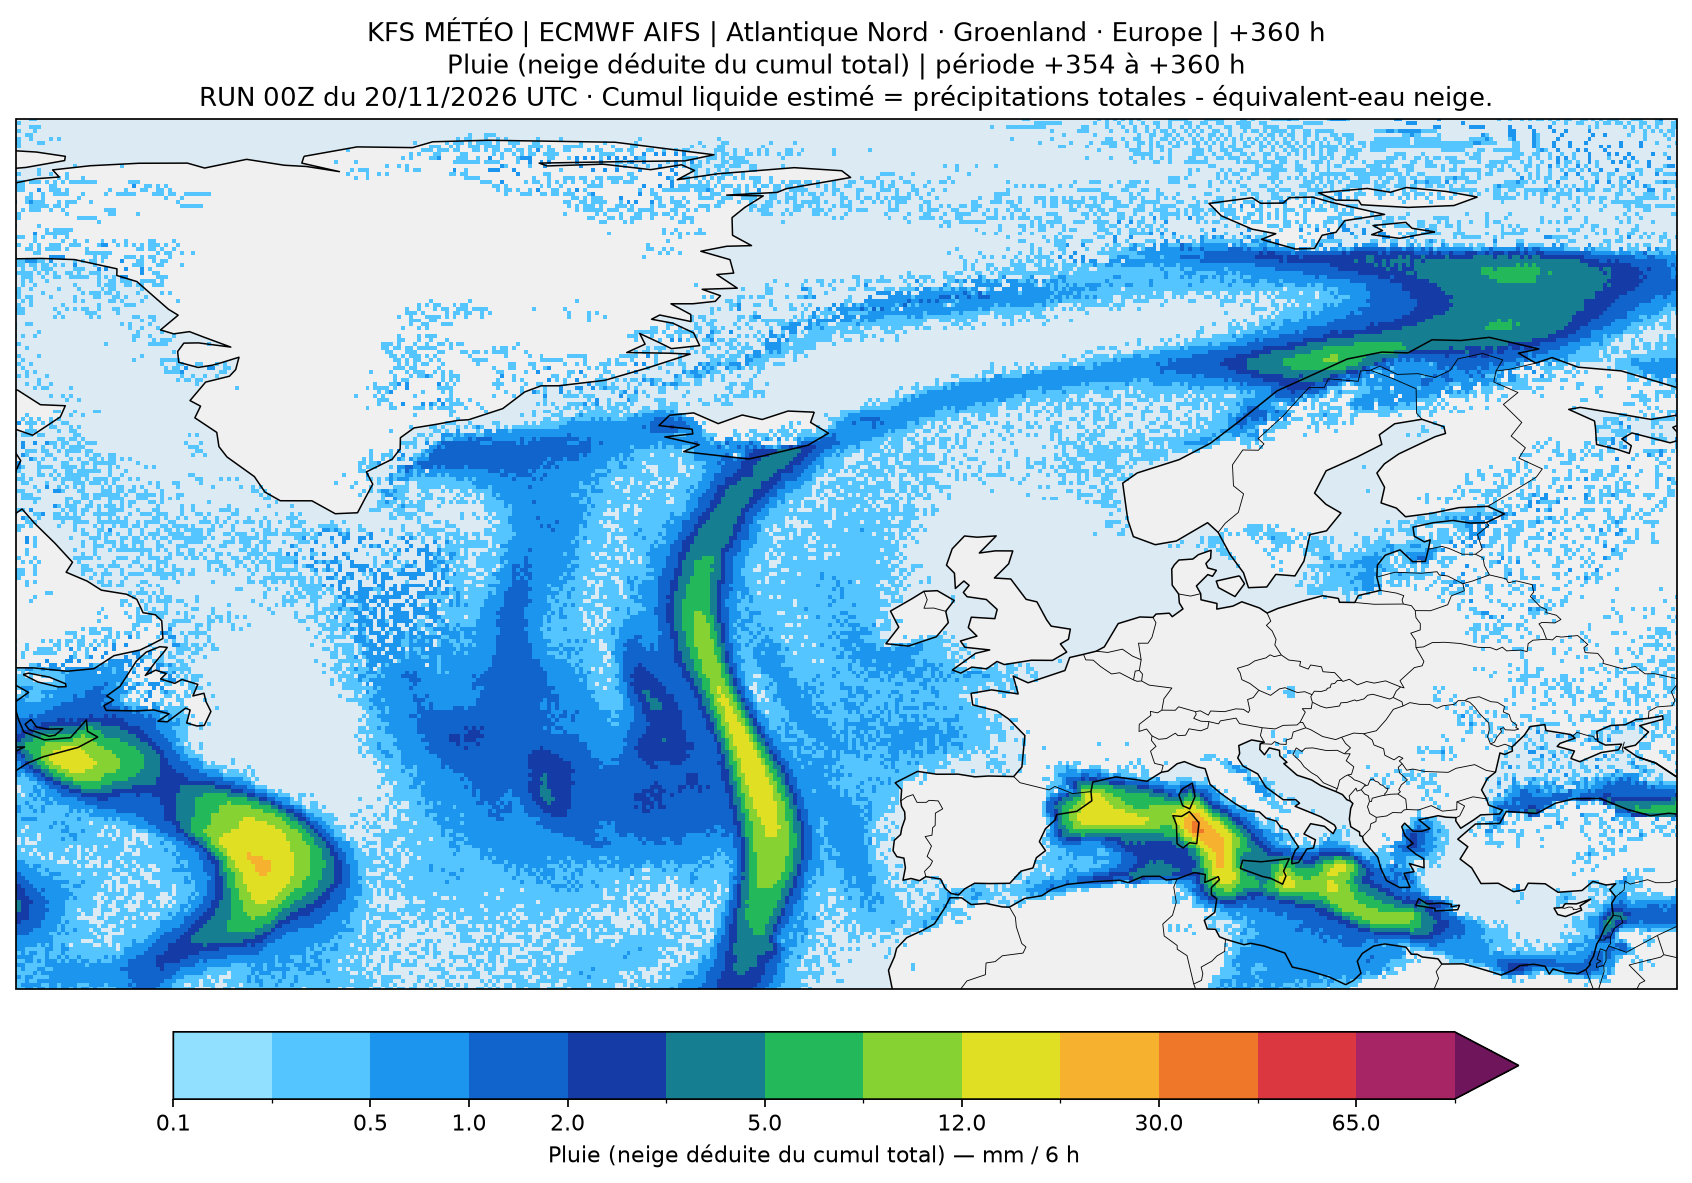 KFS MÉTÉO | ECMWF AIFS | Atlantique Nord · Groenland · Europe | +360 h
Pluie (neige déduite du cumul total) | période +354 à +360 h
RUN 00Z du 20/11/2026 UTC · Cumul liquide estimé = précipitations totales - équivalent-eau neige.
0.1 0.5 1.0 2.0 5.0 12.0 30.0 65.0
Pluie (neige déduite du cumul total) — mm / 6 h